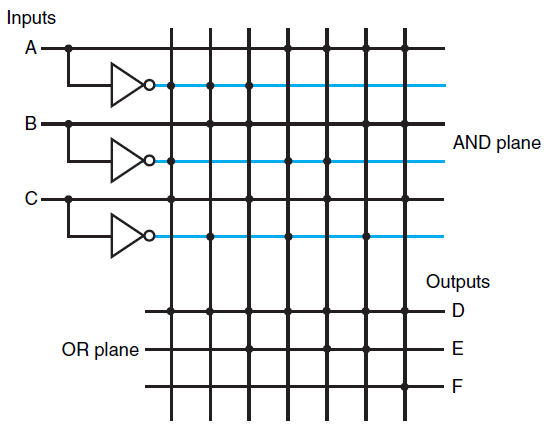 Inputs
A
B
AND plane
C
Outputs
D
OR plane
E
F